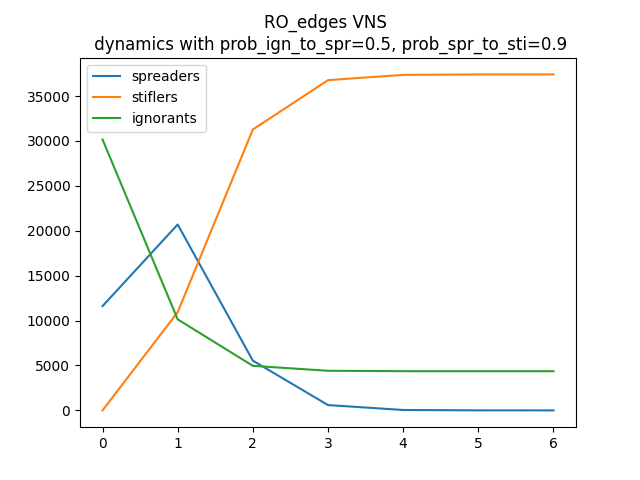 RO_edges VNS
dynamics with prob_ign_to_spr=0.5, prob_spr_to_sti=0.9
spreaders
stiflers
ignorants
35000
30000
25000
20000
15000
10000
5000
0
0 1 2 3 4 5 6